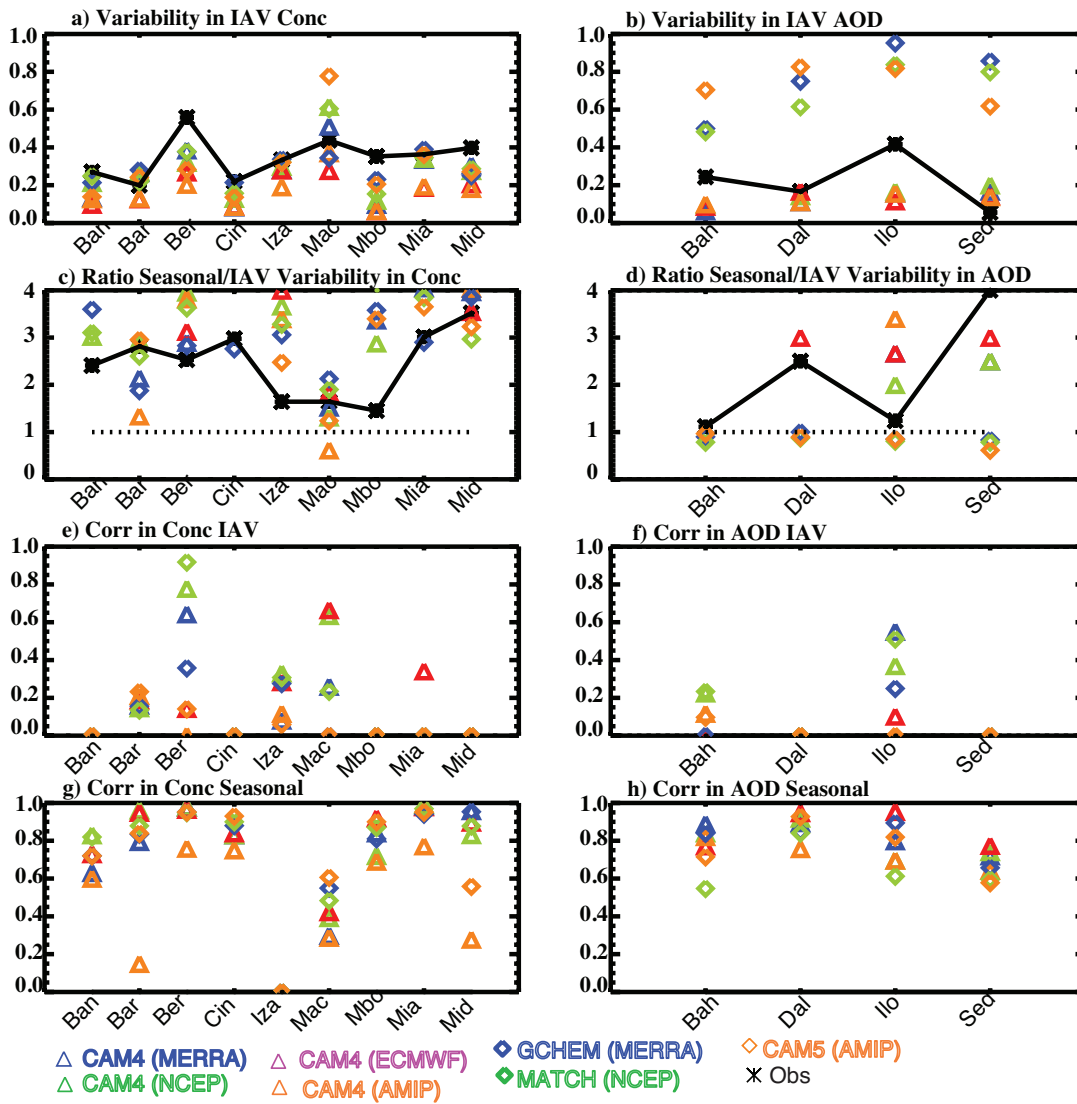 a) Variability in IAV Conc
1.0
0.8
0.6
0.4
0.2
0.0
Bah
Bar
Ber
Cin
Iza
Mac
Mbo
Mia
Mid
b) Variability in IAV AOD
1.0
0.8
0.6
0.4
0.2
0.0
Bah
Dal
Ilo
Sed
c) Ratio Seasonal/IAV Variability in Conc
4
3
2
1
0
Bah
Bar
Ber
Cin
Iza
Mac
Mbo
Mia
Mid
d) Ratio Seasonal/IAV Variability in AOD
4
3
2
1
0
Bah
Dal
Ilo
Sed
e) Corr in Conc IAV
1.0
0.8
0.6
0.4
0.2
0.0
Ban
Bar
Ber
Cin
Iza
Mac
Mbo
Mia
Mid
f) Corr in AOD IAV
1.0
0.8
0.6
0.4
0.2
0.0
Bah
Dal
Ilo
Sed
g) Corr in Conc Seasonal
1.0
0.8
0.6
0.4
0.2
0.0
Ban
Bar
Ber
Cin
Iza
Mac
Mbo
Mia
Mid
h) Corr in AOD Seasonal
1.0
0.8
0.6
0.4
0.2
0.0
Bah
Dal
Ilo
Sed
CAM4 (MERRA)
CAM4 (ECMWF)
GCHEM (MERRA)
CAM5 (AMIP)
CAM4 (NCEP)
CAM4 (AMIP)
MATCH (NCEP)
Obs